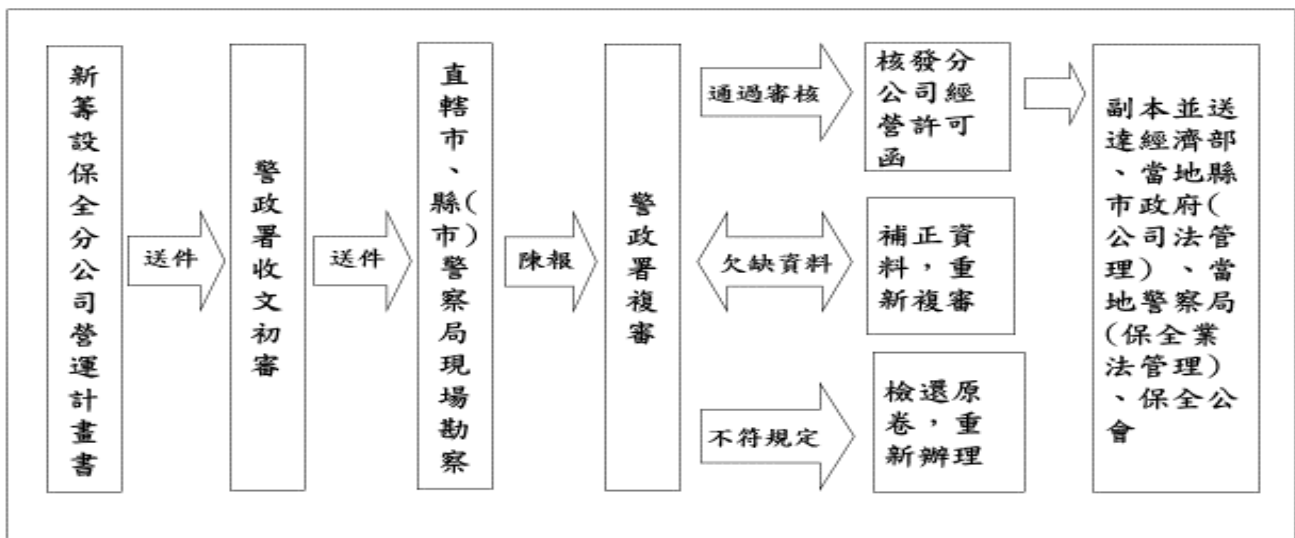 新籌設保全分公司營運計畫書
送件
警政署收文初審
送件
直轄市、縣(市)警察局現場勘察
陳報
警政署複審
通過審核
核發分
公司經
營許可
函
欠缺資料
補正資
料，重
新複審
不符規定
檢還原
卷，重
新辦理
副本並送
達經濟部
、當地縣
市政府(
公司法管
理)、當
地警察局
(保全業
法管理)
、保全公
會